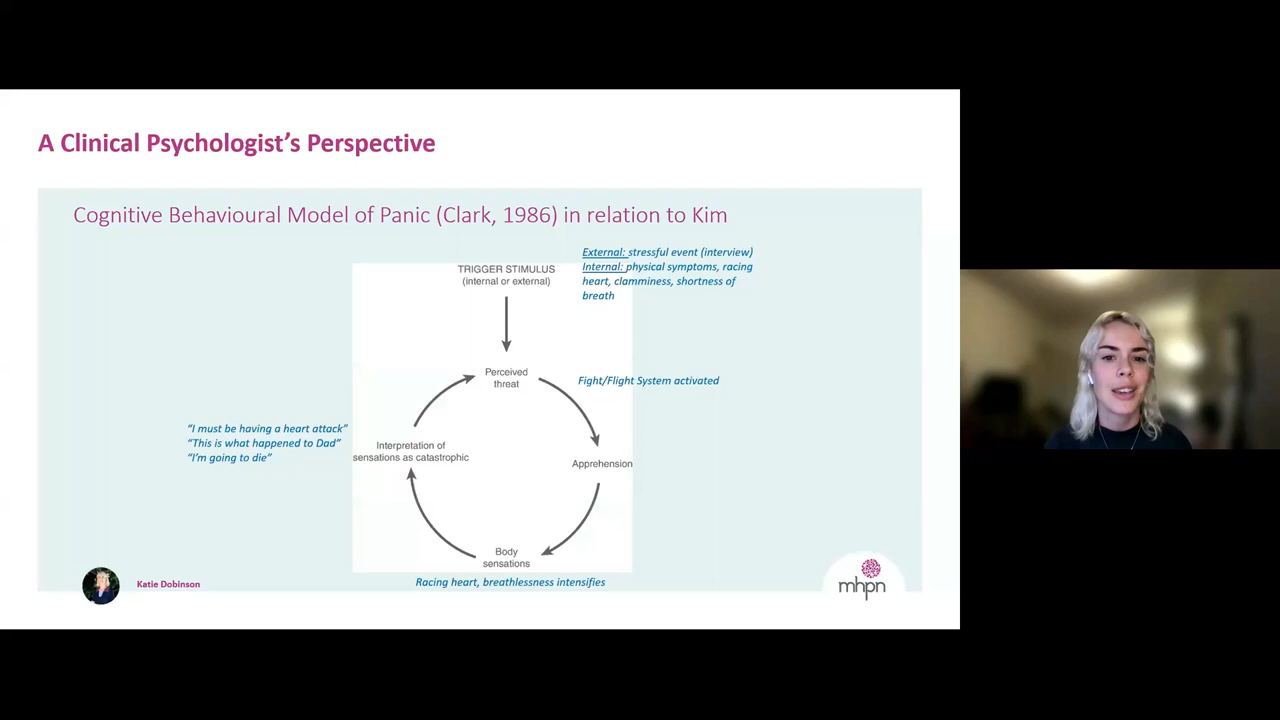 A Clinical Psychologist's Perspective
Cognitive Behavioural Model of Panic (Clark, 1986) in relation to Kim
External: stressful event (interview)
Internal: physical symptoms, racing
heart, clamminess, shortness of
breath
TRIGGER STIMULUS
(internal or external)
Perceived
threat
Fight/Flight System activated
"I must be having a heart attack"
"This is what happened to Dad"
"I'm going to die"
Interpretation of
sensations as catastrophic
Apprehension
Body
sensations
Racing heart, breathlessness intensifies
Katie Dobinson
mhpn